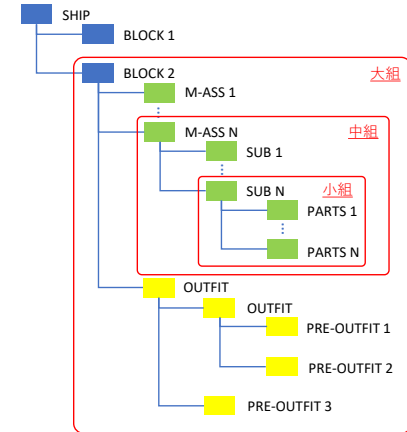 SHIP
BLOCK 1
BLOCK 2
大組
M-ASS 1
M-ASS N
中組
SUB 1
SUB N
小組
PARTS 1
PARTS N
OUTFIT
OUTFIT
PRE-OUTFIT 1
PRE-OUTFIT 2
PRE-OUTFIT 3